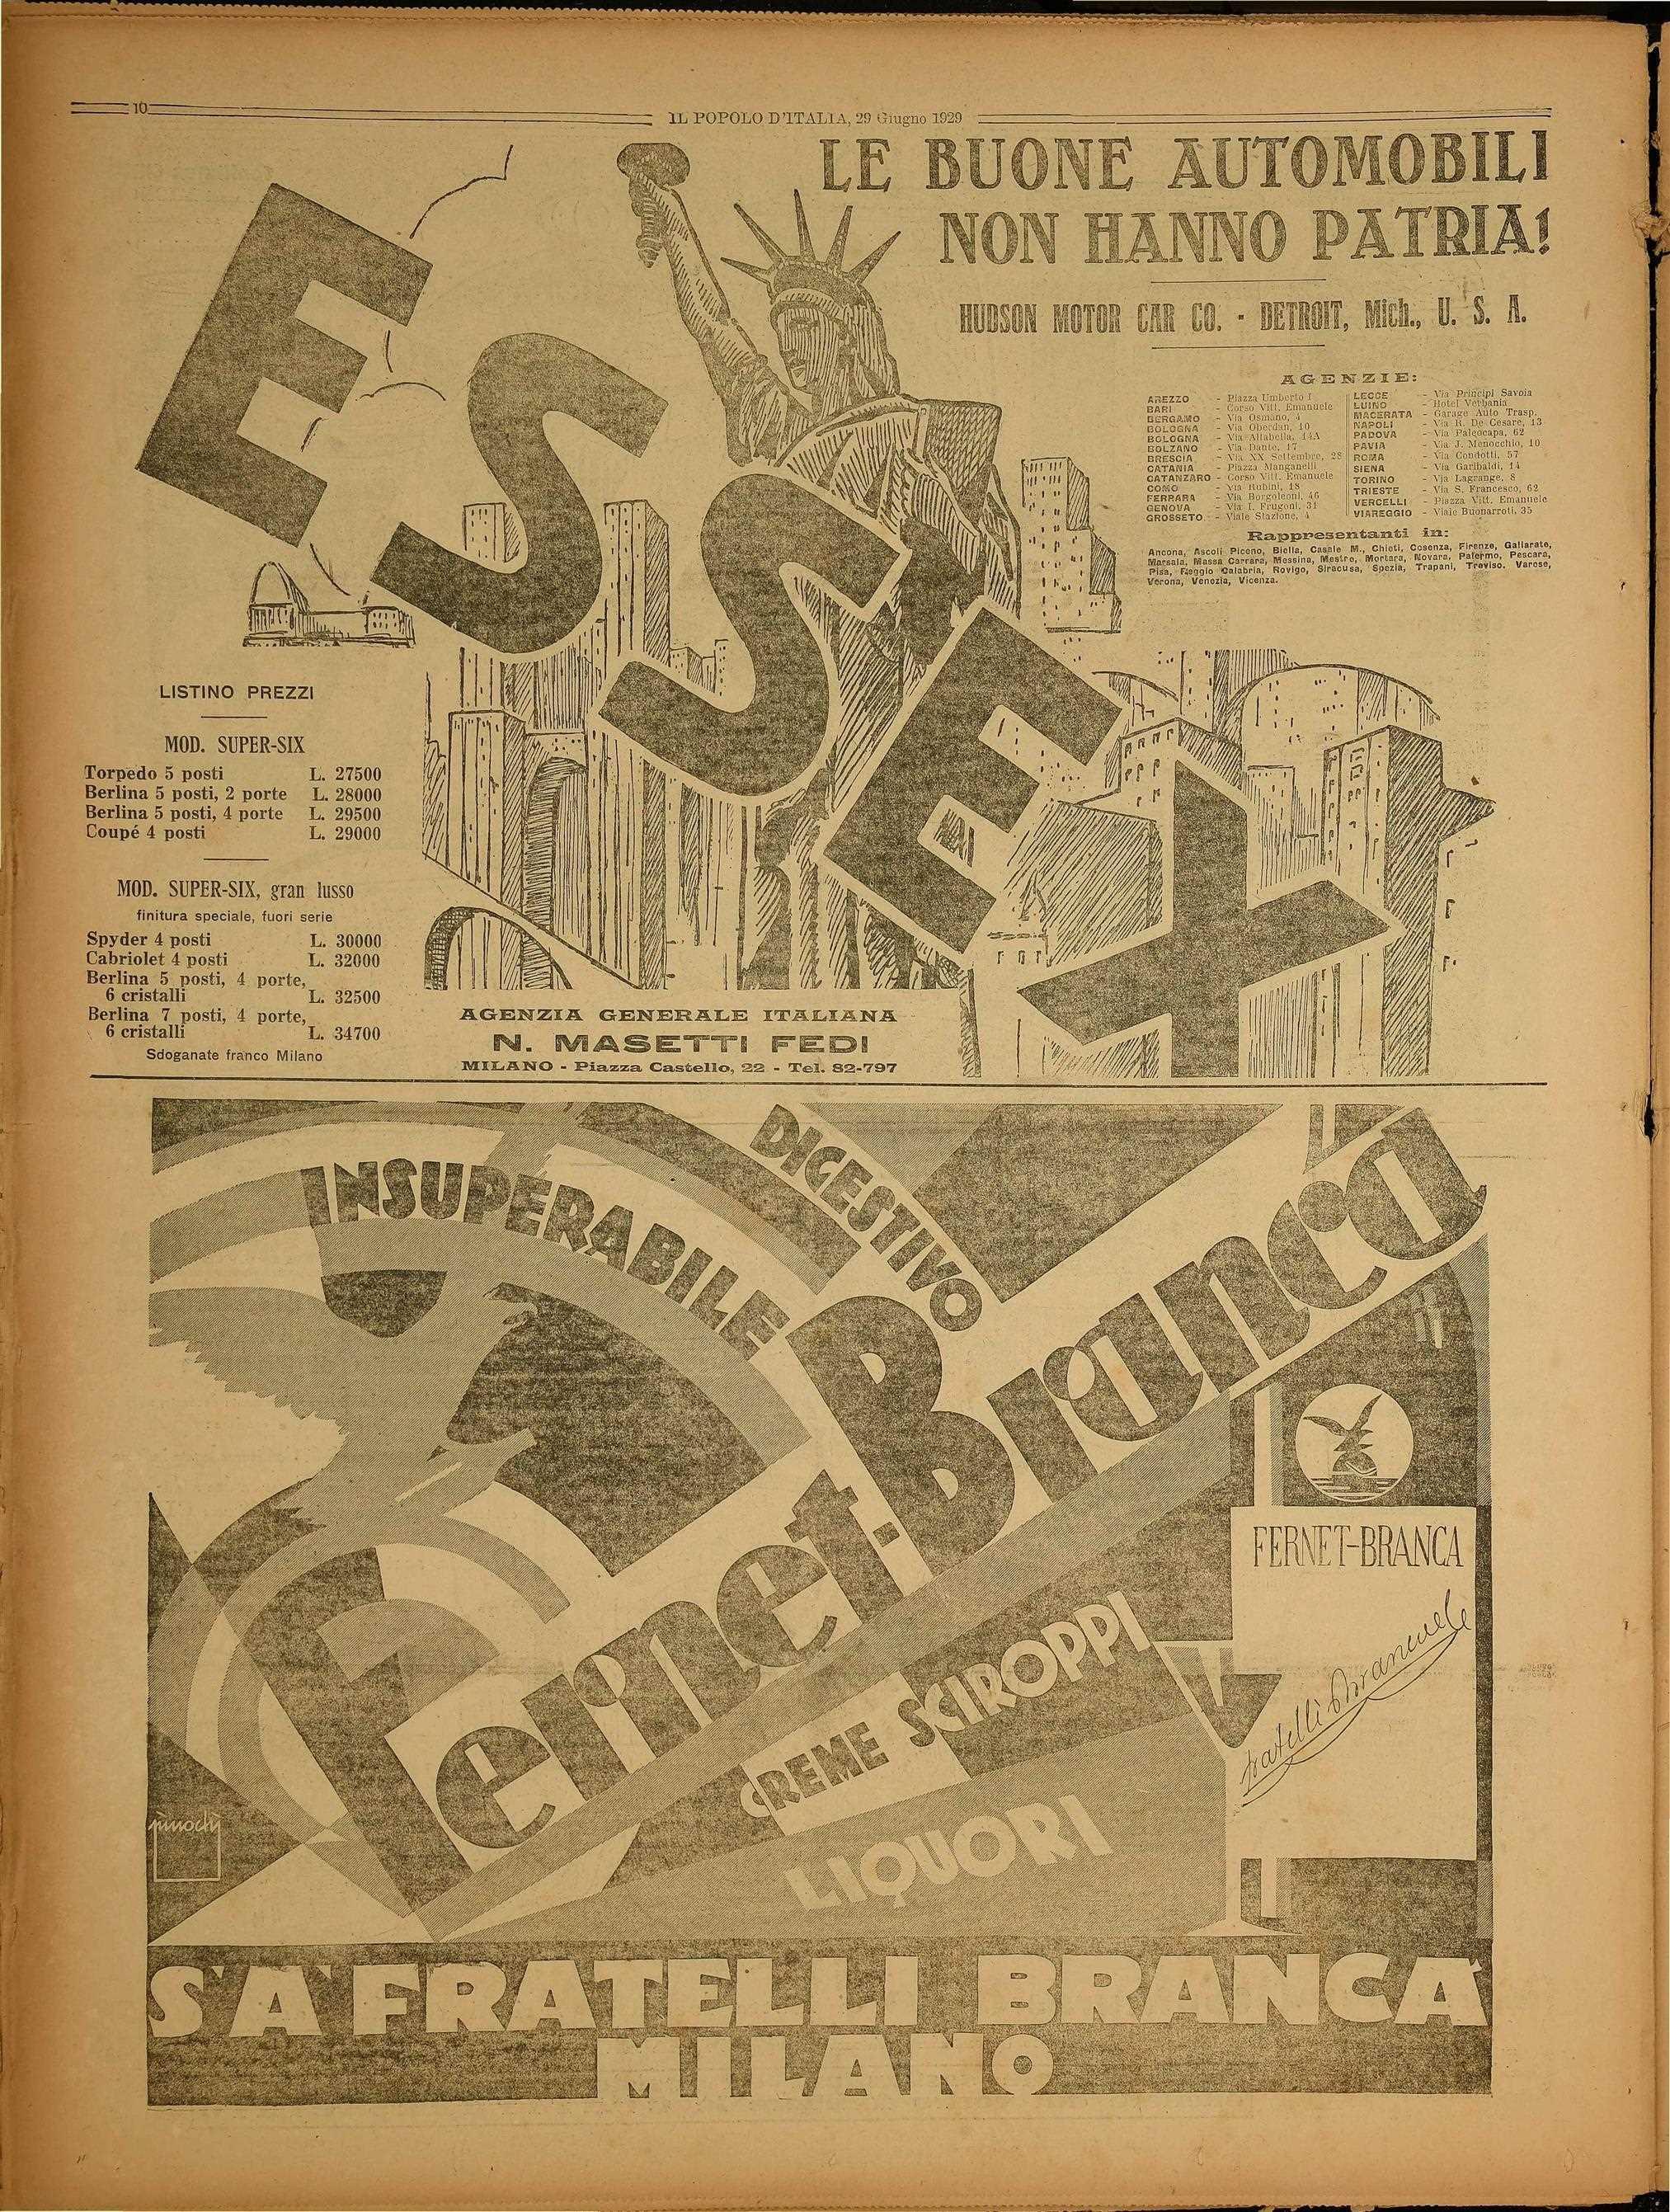 10
IL POPOLO D'ITALIA, 29 Giugno 1929
LE BUONE AUTOMOBILI
NON HANNO PATRIA!
HUDSON MOTOR CAR CO. - DETROIT, Mich., U. S. A.
ESSEX
AGENZIE:
AREZZO - Piazza Umberto I
BARI - Corso Vitt. Emanuele
BERGAMO - Via Osmano, 4
BOLOGNA - Via Oberdan, 10
BOLOGNA - Via Altabella, 14A
BOLZANO - Via Dante, 17
BRESCIA - Via XX Settembre, 28
CATANIA - Piazza Manganelli
CATANZARO - Corso Vitt. Emanuele
COMO - Via Rubini, 18
FERRARA - Via Borgoleoni, 46
GENOVA - Via I. Frugoni, 31
GROSSETO - Viale Stazione, 4
LECCE - Via Principi Savoia
LUINO - Hotel Verbania
MACERATA - Garage Auto Trasp.
NAPOLI - Via R. De Cesare, 13
PADOVA - Via Paleocapa, 62
PAVIA - Via J. Menocchio, 10
ROMA - Via Condotti, 57
SIENA - Via Garibaldi, 14
TORINO - Via Lagrange, 8
TRIESTE - Via S. Francesco, 62
VERCELLI - Piazza Vitt. Emanuele
VIAREGGIO - Viale Buonarroti, 35
Rappresentanti in:
Ancona, Ascoli Piceno, Biella, Casale M., Chieti, Cosenza, Firenze, Gallarate,
Marsala, Massa Carrara, Messina, Mestre, Mortara, Novara, Palermo, Pescara,
Pisa, Reggio Calabria, Rovigo, Siracusa, Spezia, Trapani, Treviso, Varese,
Verona, Venezia, Vicenza.
LISTINO PREZZI
MOD. SUPER-SIX
Torpedo 5 posti L. 27500
Berlina 5 posti, 2 porte L. 28000
Berlina 5 posti, 4 porte L. 29500
Coupé 4 posti L. 29000
MOD. SUPER-SIX, gran lusso
finitura speciale, fuori serie
Spyder 4 posti L. 30000
Cabriolet 4 posti L. 32000
Berlina 5 posti, 4 porte,
6 cristalli L. 32500
Berlina 7 posti, 4 porte,
6 cristalli L. 34700
Sdoganate franco Milano
AGENZIA GENERALE ITALIANA
N. MASETTI FEDI
MILANO - Piazza Castello, 22 - Tel. 82-797
INSUPERABILE
DIGESTIVO
Fernet-Branca
FERNET-BRANCA
Fratelli Branca
CREME SCIROPPI
LIQUORI
pinochi
S'A' FRATELLI BRANCA
MILANO